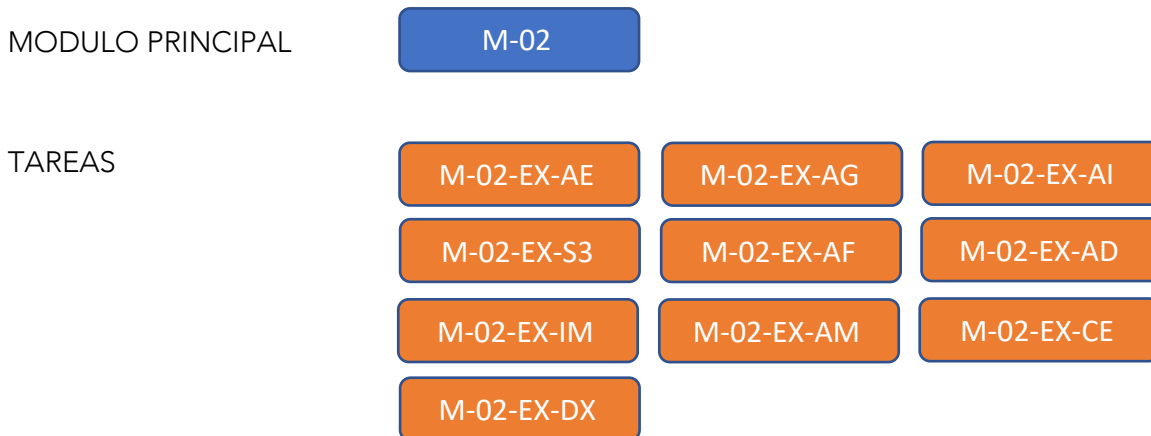 MODULO PRINCIPAL
M-02
TAREAS
M-02-EX-AE
M-02-EX-AG
M-02-EX-AI
M-02-EX-S3
M-02-EX-AF
M-02-EX-AD
M-02-EX-IM
M-02-EX-AM
M-02-EX-CE
M-02-EX-DX